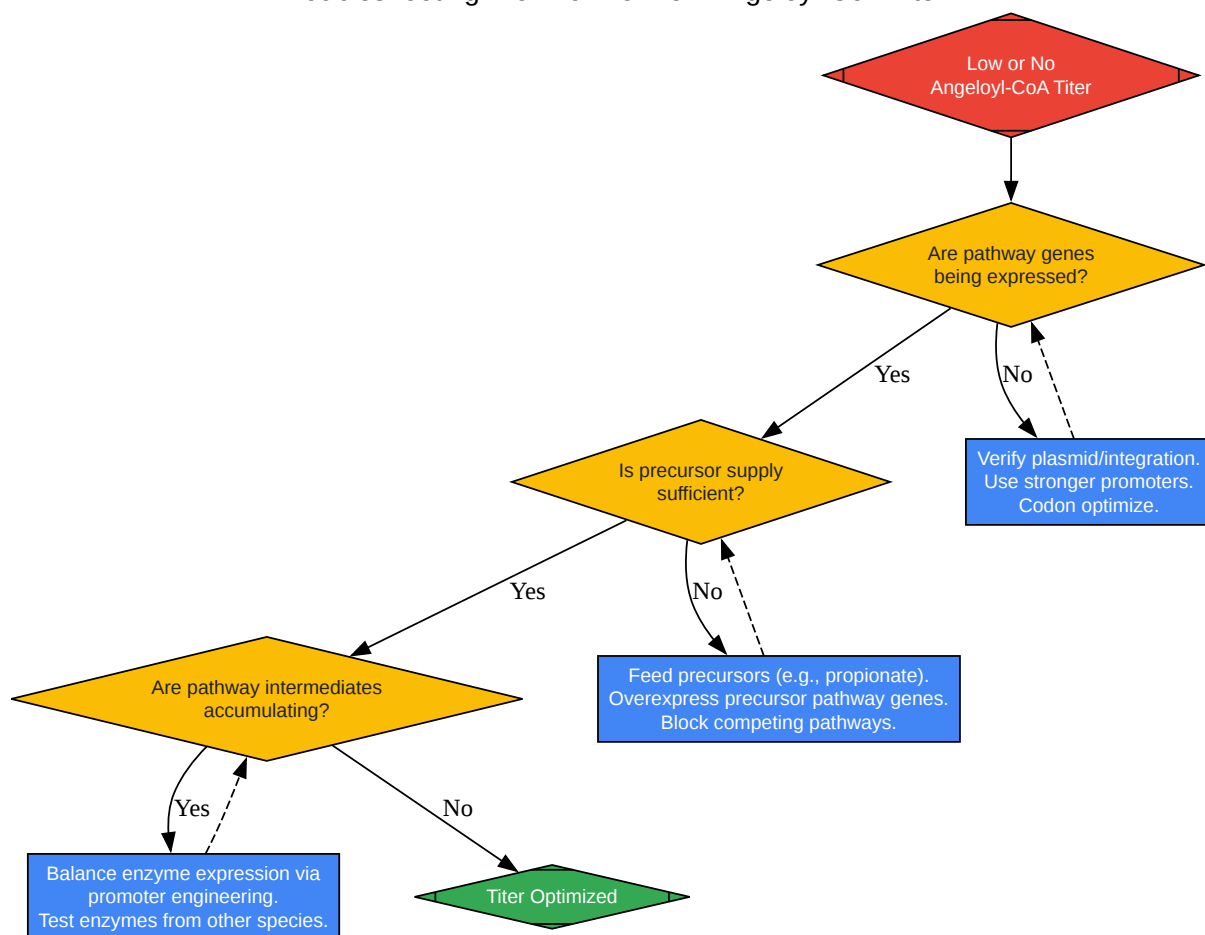 Low or No
Angeloyl-CoA Titer
Are pathway genes
being expressed?
Yes
No
Verify plasmid/integration.
Use stronger promoters.
Codon optimize.
Is precursor supply
sufficient?
Yes
No
Feed precursors (e.g., propionate).
Overexpress precursor pathway genes.
Block competing pathways.
Are pathway intermediates
accumulating?
Yes
No
Balance enzyme expression via
promoter engineering.
Test enzymes from other species.
Titer Optimized